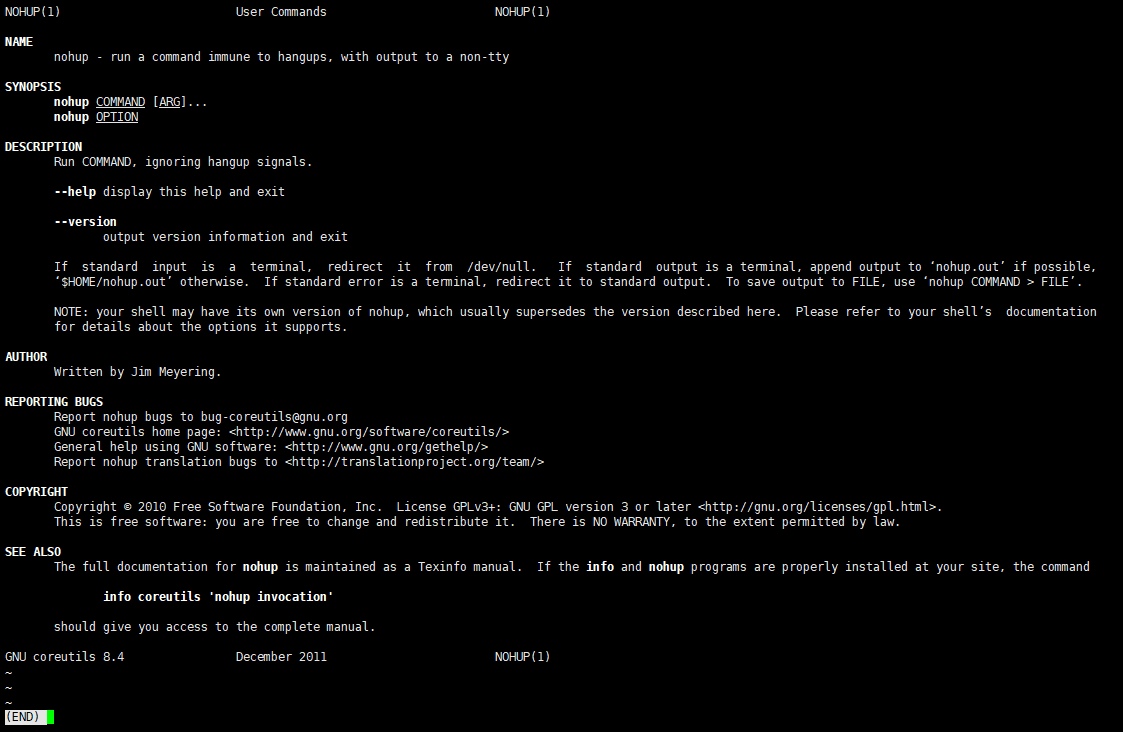 NOHUP(1)                         User Commands                        NOHUP(1)
NAME
nohup - run a command immune to hangups, with output to a non-tty
SYNOPSIS
nohup COMMAND [ARG]...
nohup OPTION
DESCRIPTION
Run COMMAND, ignoring hangup signals.
--help display this help and exit
--version
output version information and exit
If  standard  input  is  a  terminal,  redirect  it  from  /dev/null.   If  standard  output is a terminal, append output to ‘nohup.out’ if possible,
‘$HOME/nohup.out’ otherwise.  If standard error is a terminal, redirect it to standard output.  To save output to FILE, use ‘nohup COMMAND > FILE’.
NOTE: your shell may have its own version of nohup, which usually supersedes the version described here.  Please refer to your shell’s  documentation
for details about the options it supports.
AUTHOR
Written by Jim Meyering.
REPORTING BUGS
Report nohup bugs to bug-coreutils@gnu.org
GNU coreutils home page: <http://www.gnu.org/software/coreutils/>
General help using GNU software: <http://www.gnu.org/gethelp/>
Report nohup translation bugs to <http://translationproject.org/team/>
COPYRIGHT
Copyright © 2010 Free Software Foundation, Inc.  License GPLv3+: GNU GPL version 3 or later <http://gnu.org/licenses/gpl.html>.
This is free software: you are free to change and redistribute it.  There is NO WARRANTY, to the extent permitted by law.
SEE ALSO
The full documentation for nohup is maintained as a Texinfo manual.  If the info and nohup programs are properly installed at your site, the command
info coreutils 'nohup invocation'
should give you access to the complete manual.
GNU coreutils 8.4                December 2011                        NOHUP(1)
~
~
~
(END)